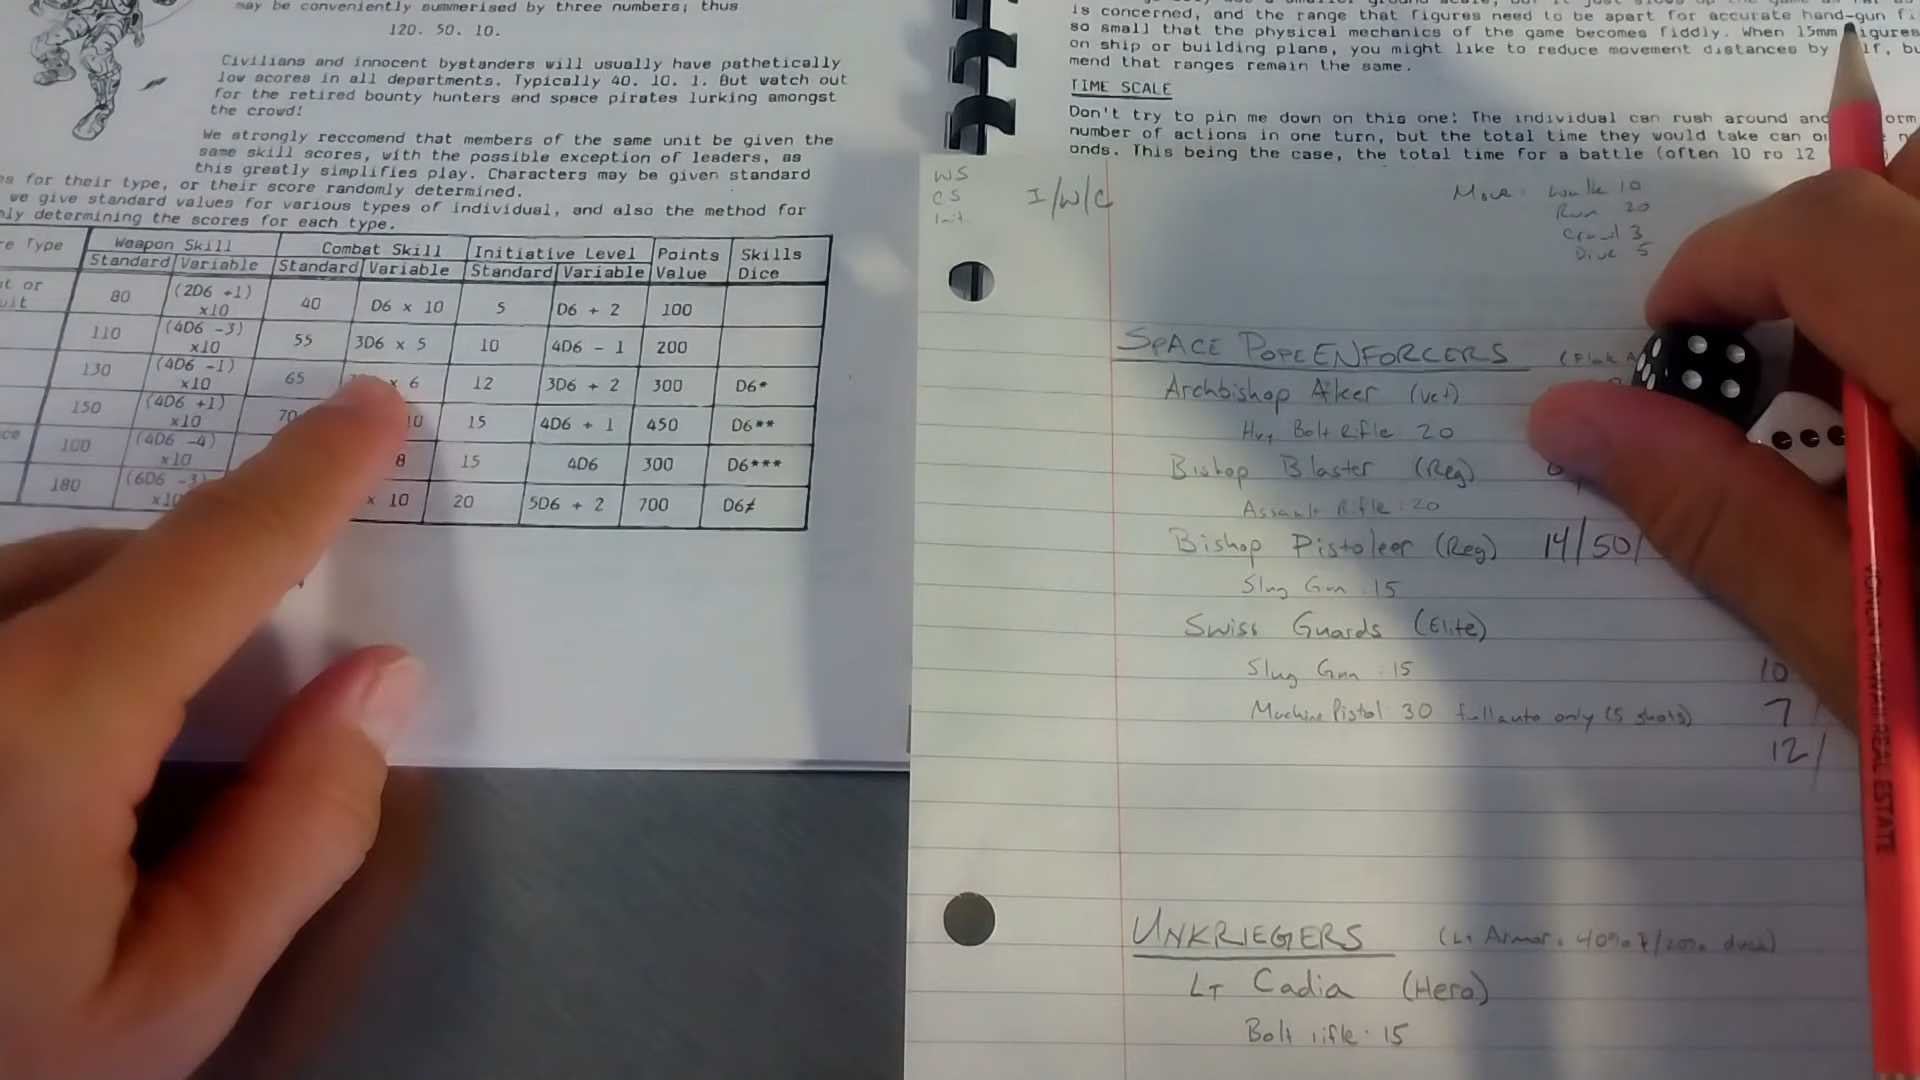 may be conveniently summerised by three numbers; thus
120. 50. 10.
Civilians and innocent bystanders will usually have pathetically
low scores in all departments. Typically 40. 10. 1. But watch out
for the retired bounty hunters and space pirates lurking amongst
the crowd!
We strongly reccomend that members of the same unit be given the
same skill scores, with the possible exception of leaders, as
this greatly simplifies play. Characters may be given standard
for their type, or their score randomly determined.
we give standard values for various types of individual, and also the method for
determining the scores for each type.
Type Weapon Skill Combat Skill Initiative Level Points Skills
Standard Variable Standard Variable Standard Variable Value Dice
or 80 (2D6 +1) x10 40 D6 x 10 5 D6 + 2 100
110 (4D6 -3) x10 55 3D6 x 5 10 4D6 - 1 200
130 (4D6 -1) x10 65 x 6 12 3D6 + 2 300 D6*
150 (4D6 +1) x10 70 10 15 4D6 + 1 450 D6**
100 (4D6 -4) x10 8 15 4D6 300 D6***
180 (6D6 -3) x10 x 10 20 5D6 + 2 700 D6≠
is concerned, and the range that figures need to be apart for accurate hand-gun
so small that the physical mechanics of the game becomes fiddly. When 15mm figures
on ship or building plans, you might like to reduce movement distances by
mend that ranges remain the same.
TIME SCALE
Don't try to pin me down on this one! The individual can rush around and
number of actions in one turn, but the total time they would take can
onds. This being the case, the total time for a battle (often 10 ro 12
WS
CS
Init.
I/W/C
Move: Walk 10
Run 20
Crawl 3
Dive 5
SPACE POPE ENFORCERS (Flak
Archbishop Aker (vet)
Hvy Bolt Rifle 20
Bishop Blaster (Reg)
Assault Rifle: 20
Bishop Pistoleer (Reg) 14/50/
Slug Gun : 15
Swiss Guards (Elite)
Slug Gun : 15 10
Machine Pistol 30 full auto only (5 shots) 7
12/
UNKRIEGERS (Lt Armor.
LT Cadia (Hero)
Bolt rifle : 15
REAL ESTATE